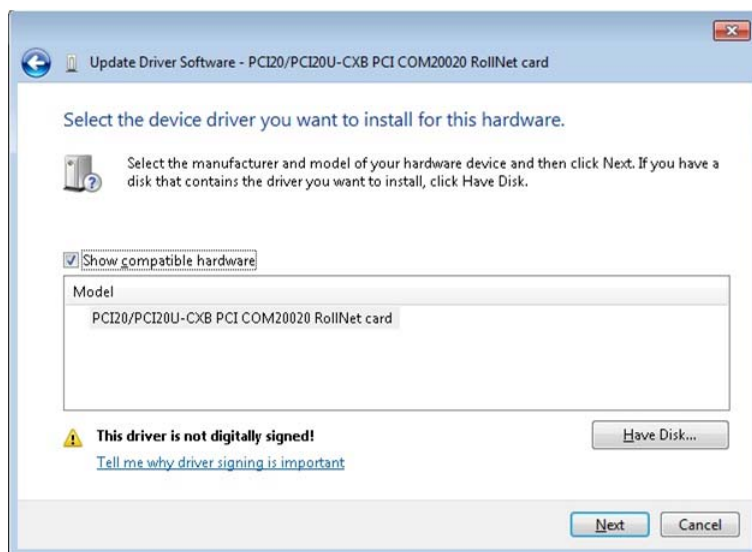 Update Driver Software - PCI20/PCI20U-CXB PCI COM20020 RollNet card
Select the device driver you want to install for this hardware.
Select the manufacturer and model of your hardware device and then click Next. If you have a
disk that contains the driver you want to install, click Have Disk.
Show compatible hardware
Model
PCI20/PCI20U-CXB PCI COM20020 RollNet card
This driver is not digitally signed!
Have Disk...
Tell me why driver signing is important
Next
Cancel